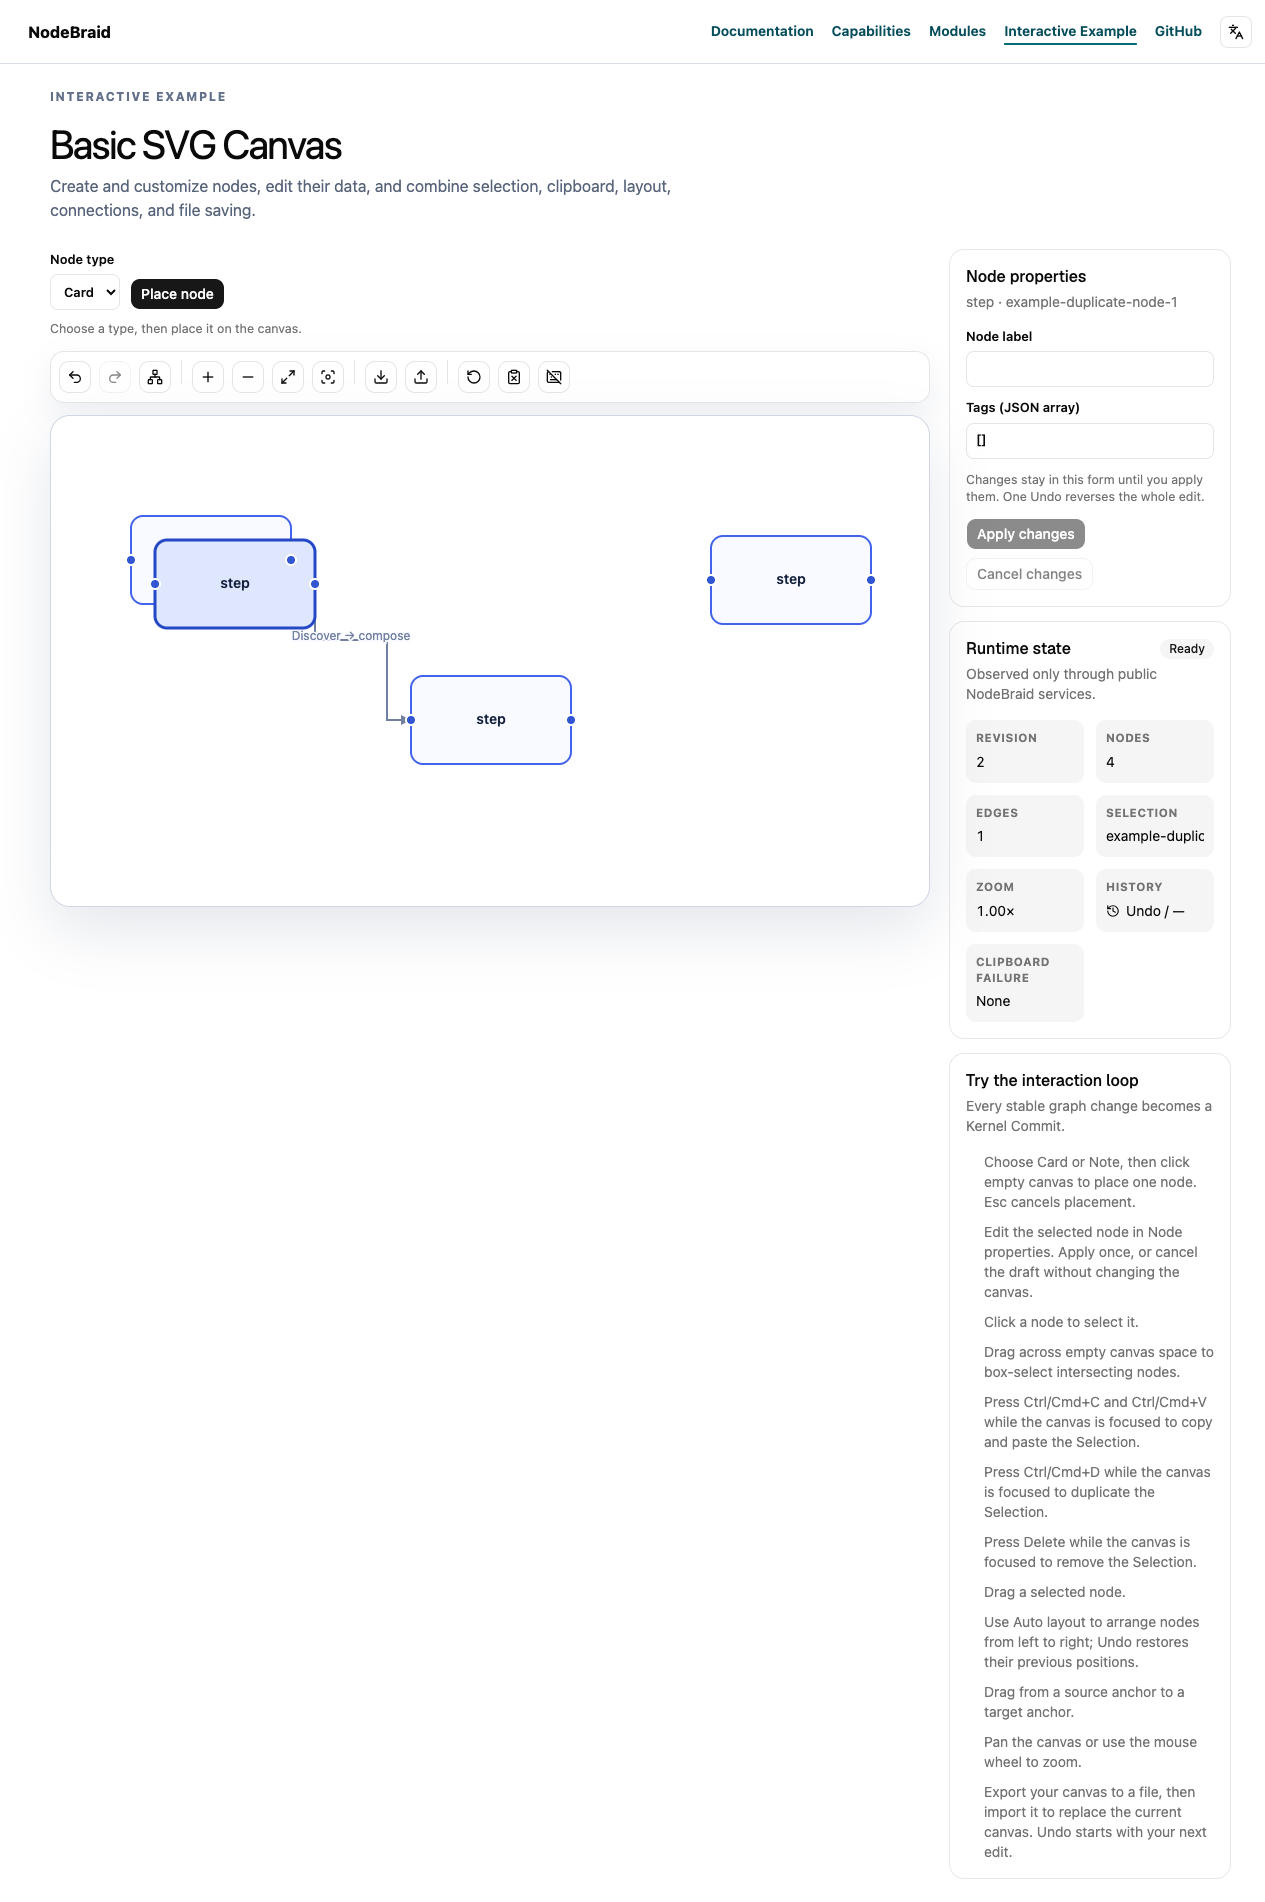 NodeBraid
Documentation
Capabilities
Modules
Interactive Example
GitHub
INTERACTIVE EXAMPLE
Basic SVG Canvas
Create and customize nodes, edit their data, and combine selection, clipboard, layout,
connections, and file saving.
Node type
Card
Place node
Choose a type, then place it on the canvas.
step
step
Discover → compose
step
Node properties
step · example-duplicate-node-1
Node label
Tags (JSON array)
[]
Changes stay in this form until you apply
them. One Undo reverses the whole edit.
Apply changes
Cancel changes
Runtime state
Ready
Observed only through public
NodeBraid services.
REVISION
2
NODES
4
EDGES
1
SELECTION
example-duplic
ZOOM
1.00×
HISTORY
Undo / —
CLIPBOARD
FAILURE
None
Try the interaction loop
Every stable graph change becomes a
Kernel Commit.
Choose Card or Note, then click
empty canvas to place one node.
Esc cancels placement.
Edit the selected node in Node
properties. Apply once, or cancel
the draft without changing the
canvas.
Click a node to select it.
Drag across empty canvas space to
box-select intersecting nodes.
Press Ctrl/Cmd+C and Ctrl/Cmd+V
while the canvas is focused to copy
and paste the Selection.
Press Ctrl/Cmd+D while the canvas
is focused to duplicate the
Selection.
Press Delete while the canvas is
focused to remove the Selection.
Drag a selected node.
Use Auto layout to arrange nodes
from left to right; Undo restores
their previous positions.
Drag from a source anchor to a
target anchor.
Pan the canvas or use the mouse
wheel to zoom.
Export your canvas to a file, then
import it to replace the current
canvas. Undo starts with your next
edit.